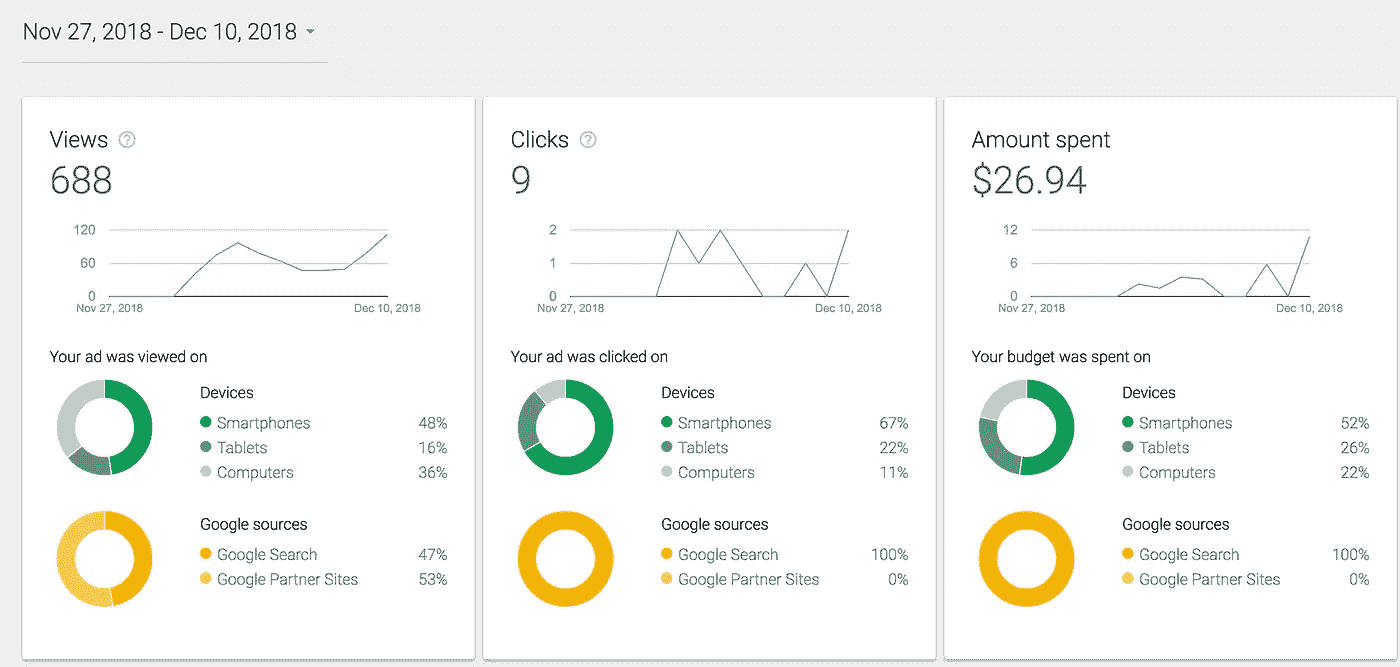 Nov 27, 2018 - Dec 10, 2018
Views ?
688
120
60
0
Nov 27, 2018 Dec 10, 2018
Your ad was viewed on
Devices
Smartphones 48%
Tablets 16%
Computers 36%
Google sources
Google Search 47%
Google Partner Sites 53%
Clicks ?
9
2
1
0
Nov 27, 2018 Dec 10, 2018
Your ad was clicked on
Devices
Smartphones 67%
Tablets 22%
Computers 11%
Google sources
Google Search 100%
Google Partner Sites 0%
Amount spent
$26.94
12
6
0
Nov 27, 2018 Dec 10, 2018
Your budget was spent on
Devices
Smartphones 52%
Tablets 26%
Computers 22%
Google sources
Google Search 100%
Google Partner Sites 0%